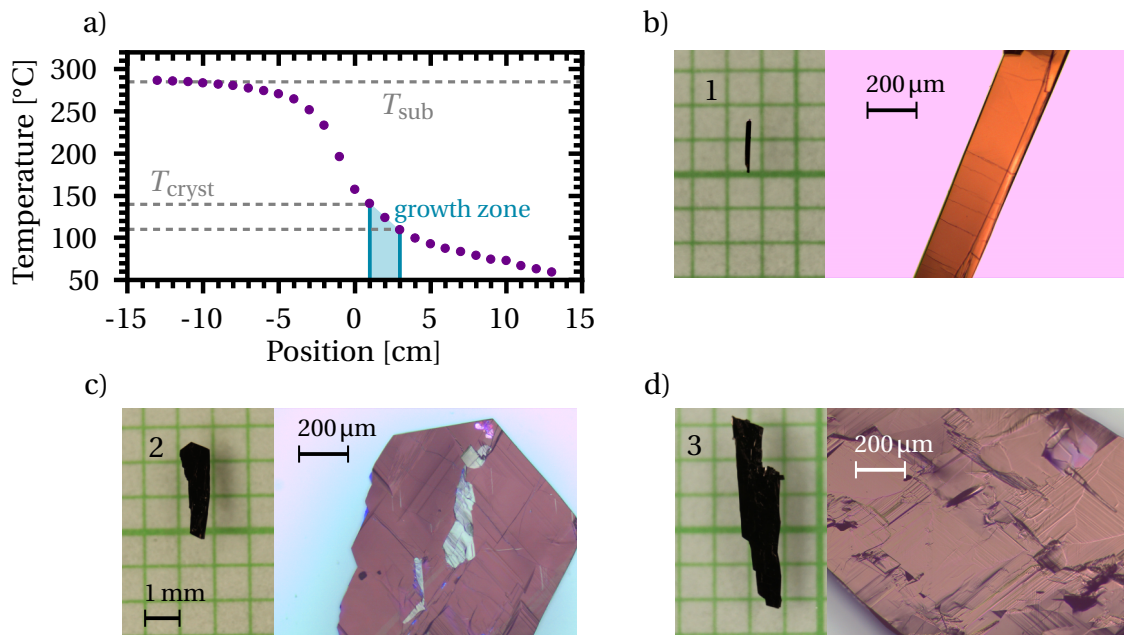 a)
300
250
200
150
100
50
Temperature [°C]
T_sub
T_cryst
growth zone
-15
-10
-5
0
5
10
15
Position [cm]
b)
1
200 µm
c)
2
200 µm
1 mm
d)
3
200 µm